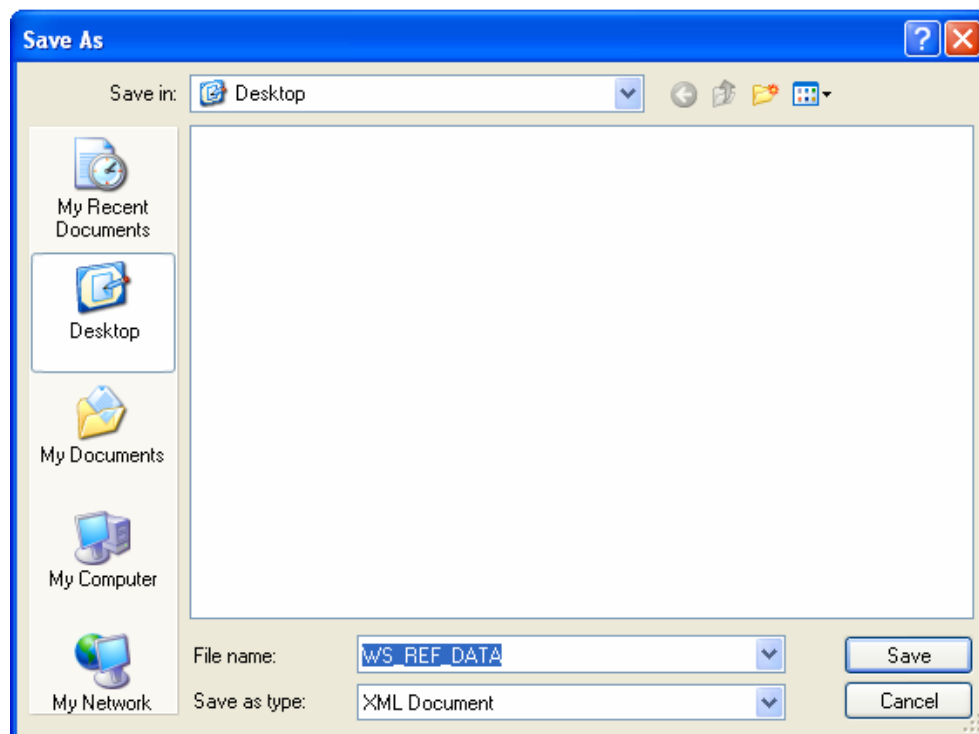 Save As
Save in: Desktop
My Recent
Documents
Desktop
My Documents
My Computer
My Network
File name: WS_REF_DATA Save
Save as type: XML Document Cancel